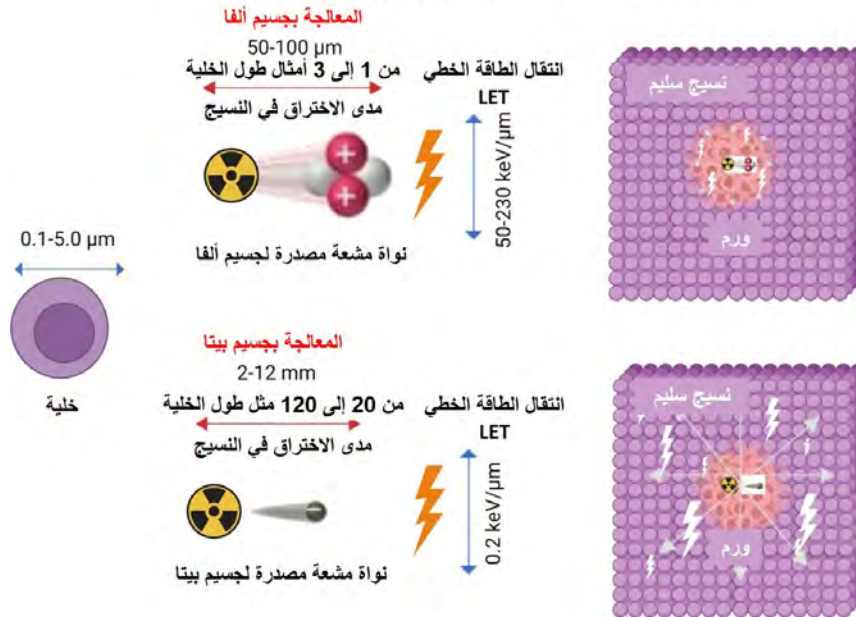 المعالجة بجسيم ألفا
50-100 µm
من 1 إلى 3 أمثال طول الخلية
مدى الاختراق في النسيج
انتقال الطاقة الخطي
LET
50-230 keV/µm
نواة مشعة مصدرة لجسيم ألفا
نسيج سليم
ورم
0.1-5.0 µm
خلية
المعالجة بجسيم بيتا
2-12 mm
من 20 إلى 120 مثل طول الخلية
مدى الاختراق في النسيج
انتقال الطاقة الخطي
LET
0.2 keV/µm
نواة مشعة مصدرة لجسيم بيتا
نسيج سليم
ورم